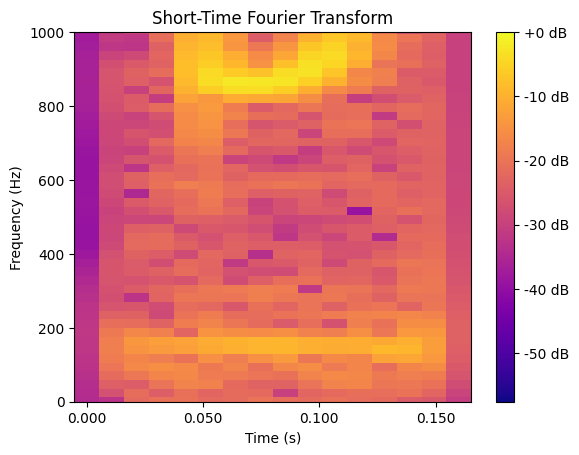 Short-Time Fourier Transform
1000
800
600
400
200
0
Frequency (Hz)
0.000
0.050
0.100
0.150
Time (s)
+0 dB
-10 dB
-20 dB
-30 dB
-40 dB
-50 dB